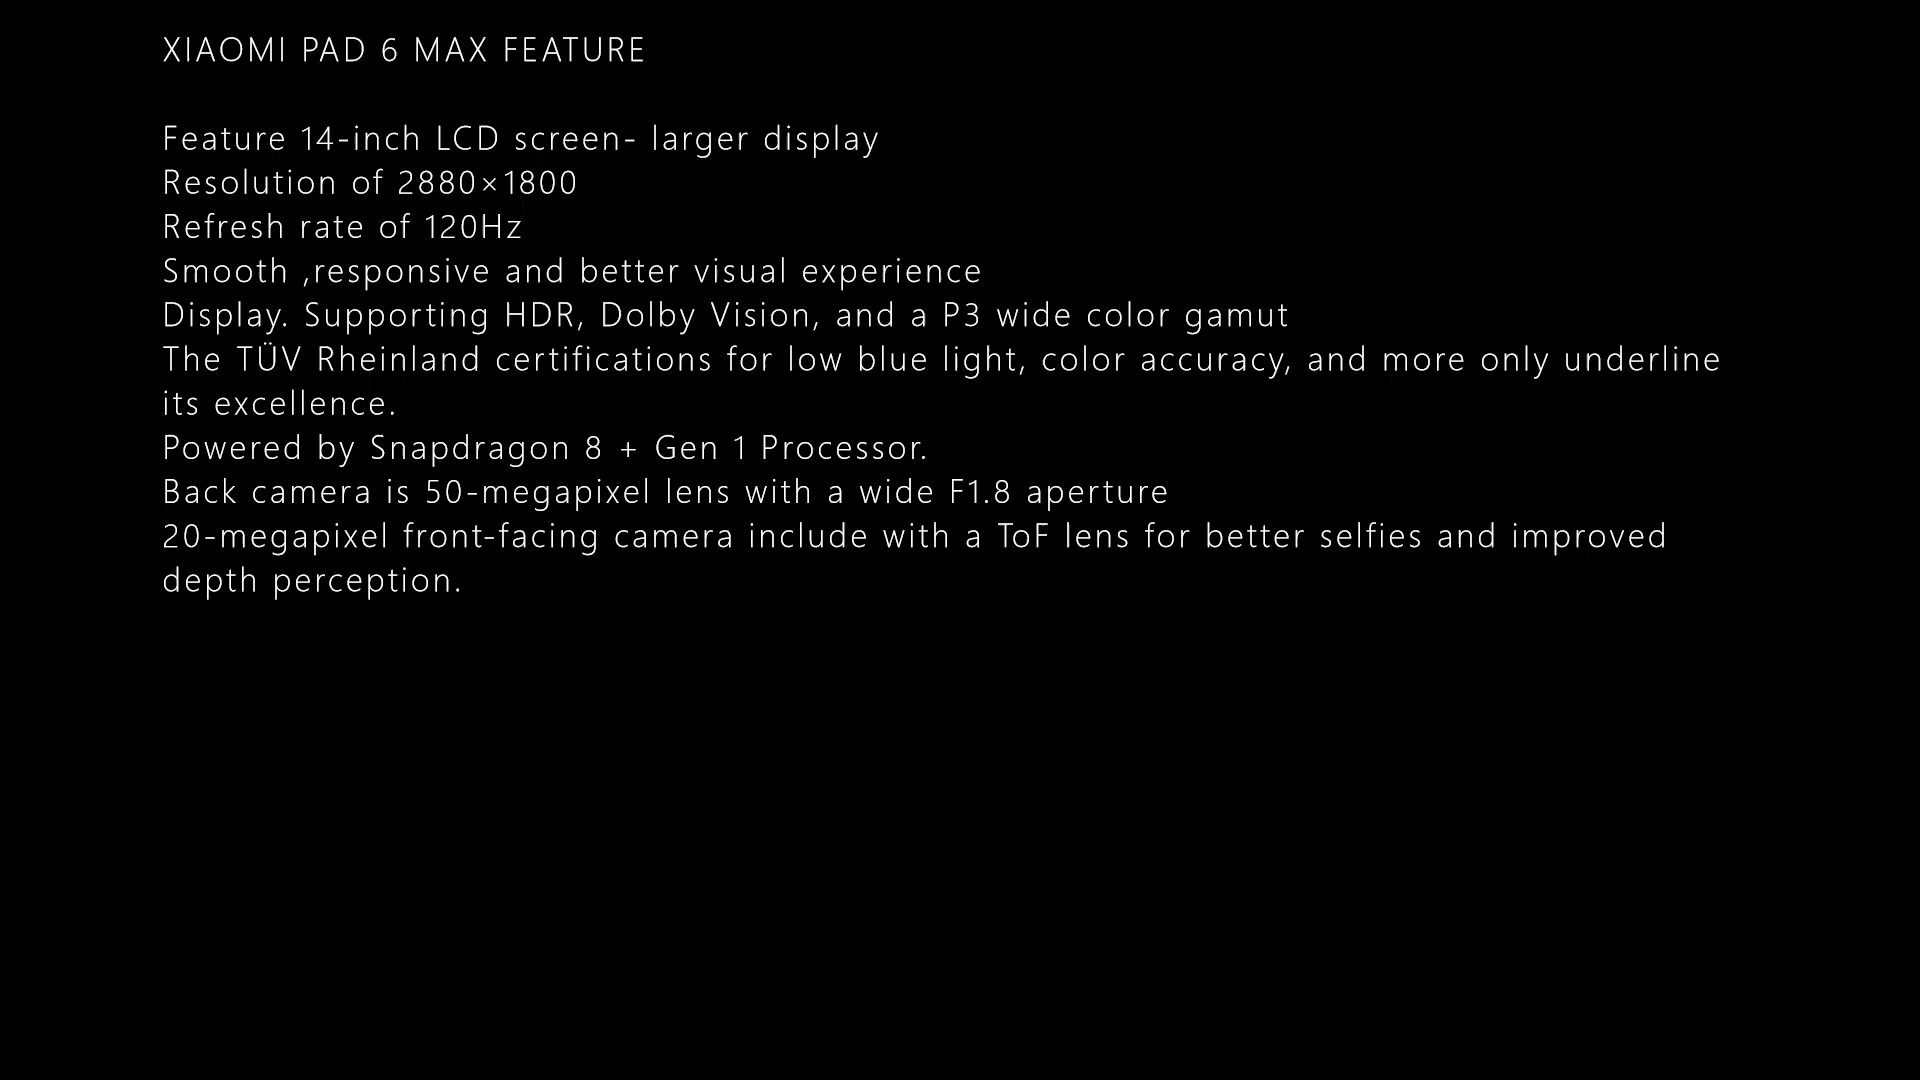 XIAOMI PAD 6 MAX FEATURE
Feature 14-inch LCD screen- larger display
Resolution of 2880×1800
Refresh rate of 120Hz
Smooth ,responsive and better visual experience
Display. Supporting HDR, Dolby Vision, and a P3 wide color gamut
The TÜV Rheinland certifications for low blue light, color accuracy, and more only underline
its excellence.
Powered by Snapdragon 8 + Gen 1 Processor.
Back camera is 50-megapixel lens with a wide F1.8 aperture
20-megapixel front-facing camera include with a ToF lens for better selfies and improved
depth perception.